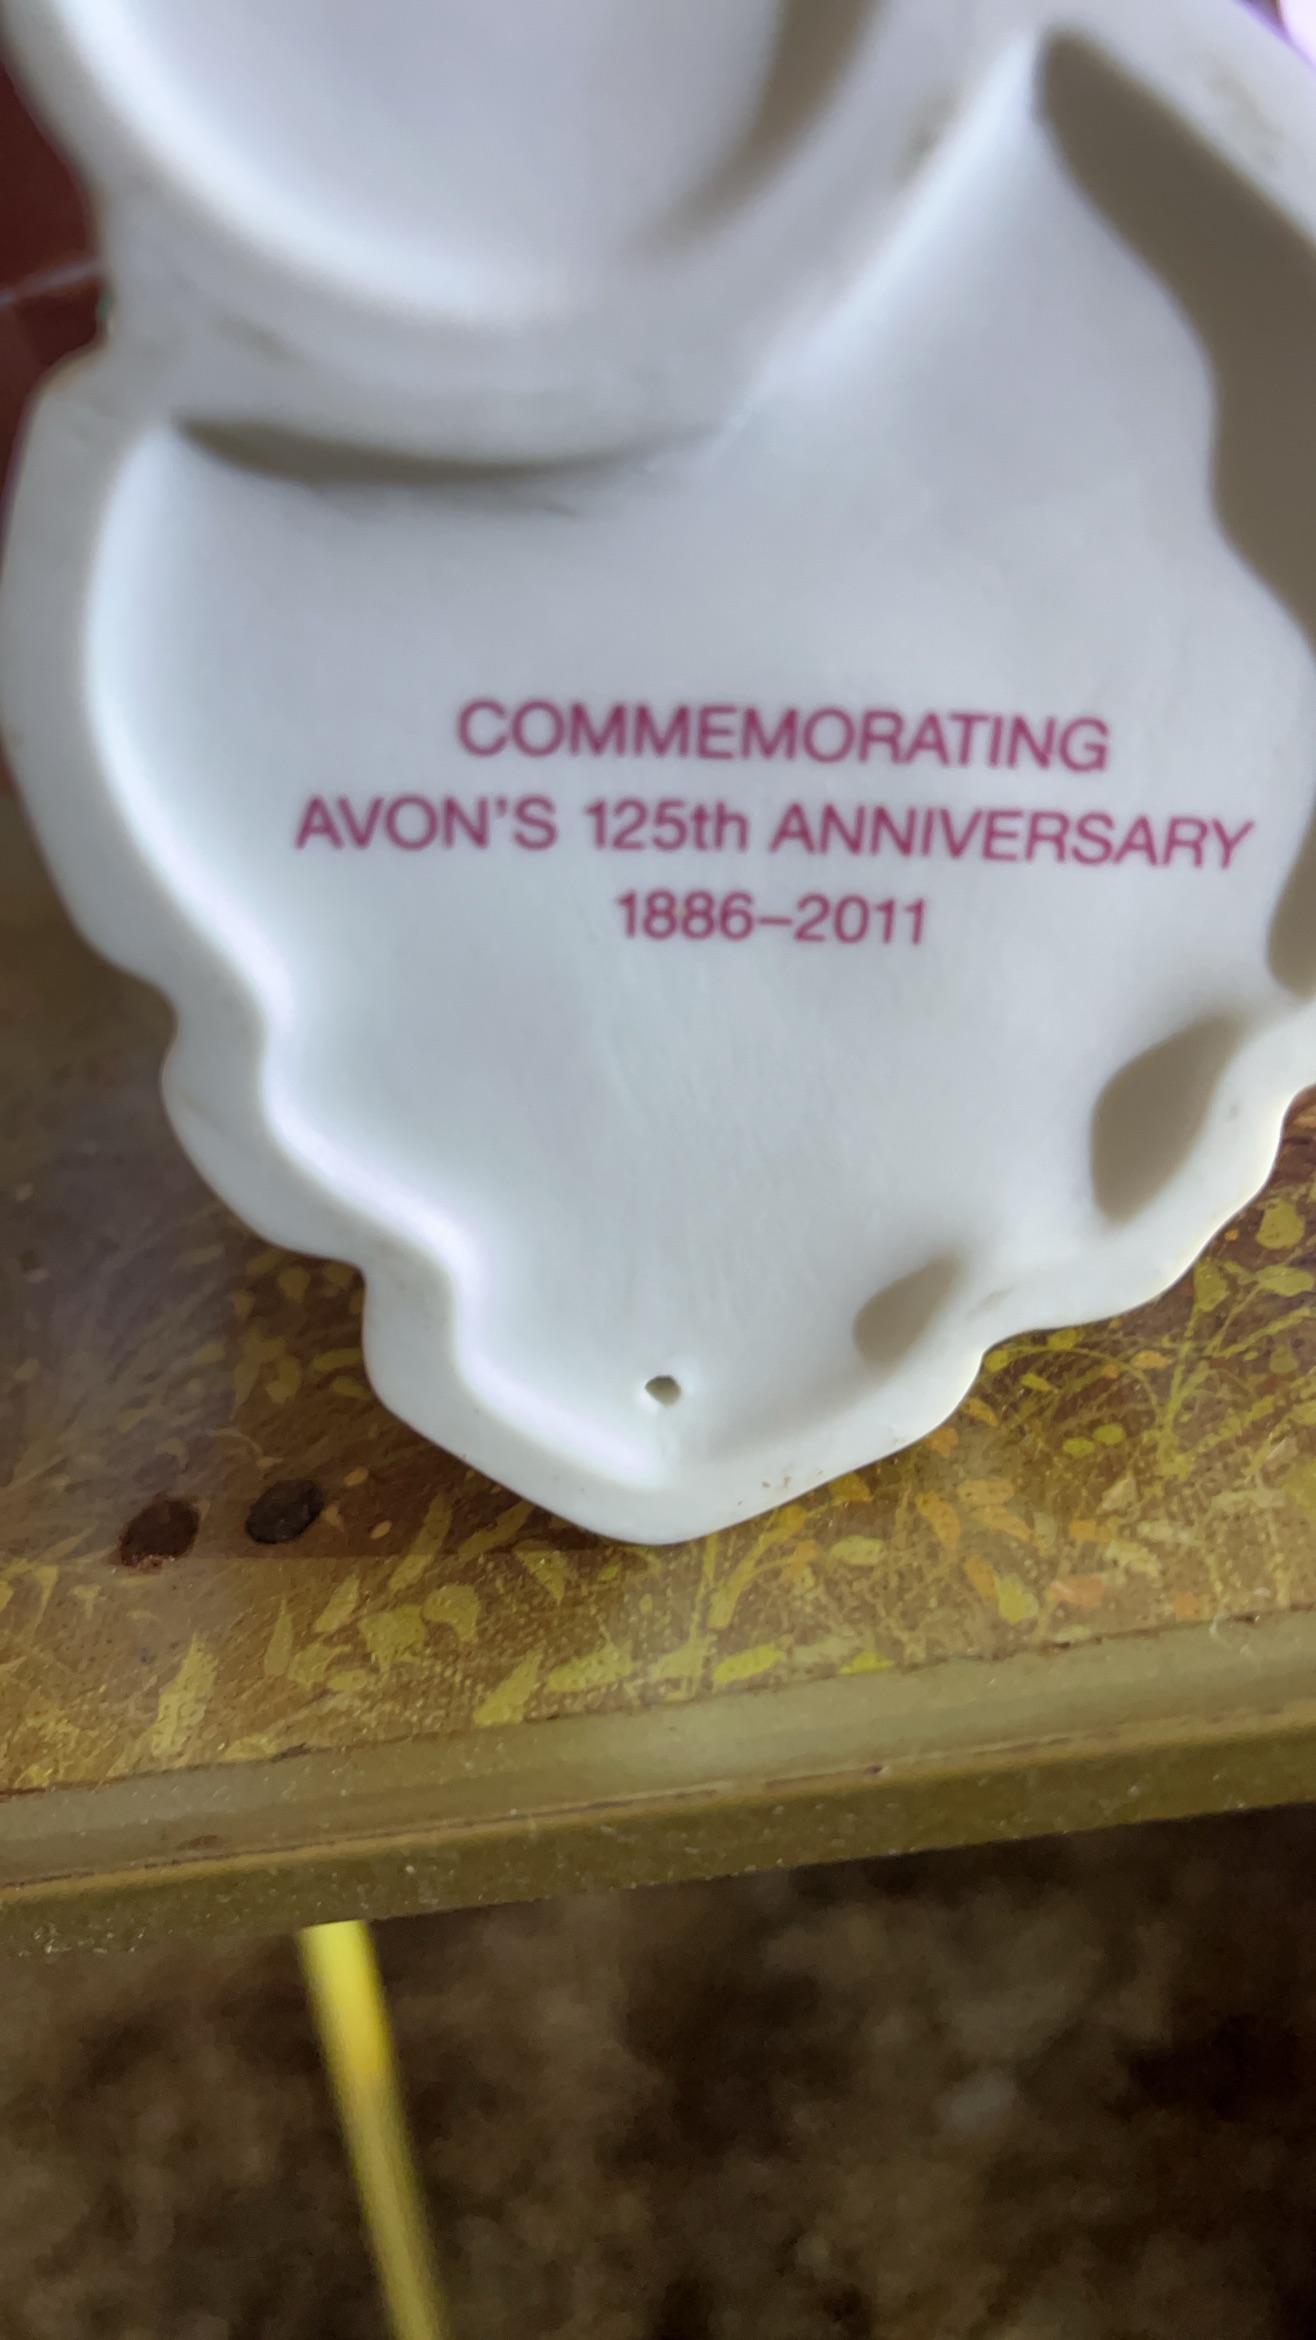 COMMEMORATING
AVON'S 125th ANNIVERSARY
1886–2011